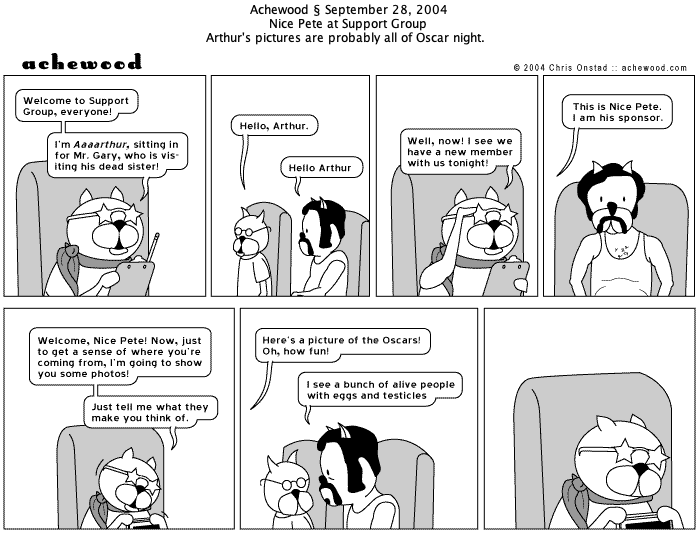 Achewood § September 28, 2004
Nice Pete at Support Group
Arthur's pictures are probably all of Oscar night.
achewood
© 2004 Chris Onstad :: achewood.com
Welcome to Support
Group, everyone!
I'm Aaaarthur, sitting in
for Mr. Gary, who is vis-
iting his dead sister!
Hello, Arthur.
Hello Arthur
Well, now! I see we
have a new member
with us tonight!
This is Nice Pete.
I am his sponsor.
Welcome, Nice Pete! Now, just
to get a sense of where you're
coming from, I'm going to show
you some photos!
Just tell me what they
make you think of.
Here's a picture of the Oscars!
Oh, how fun!
I see a bunch of alive people
with eggs and testicles